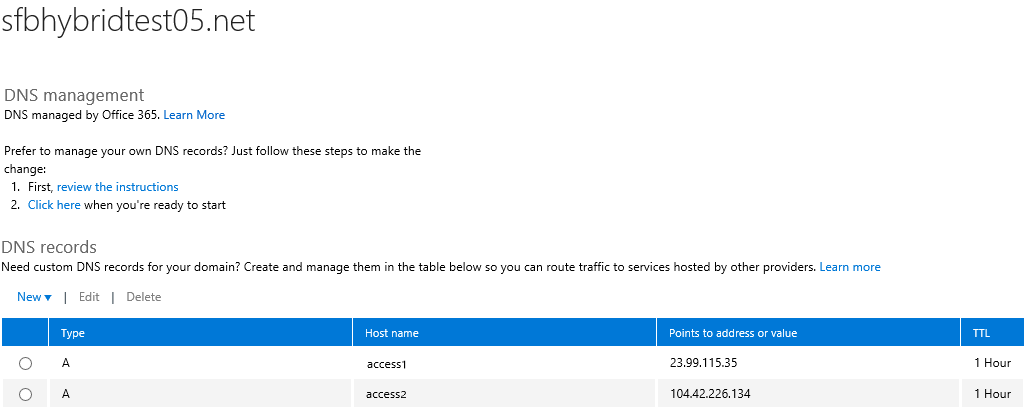 sfbhybridtest05.net
DNS management
DNS managed by Office 365. Learn More
Prefer to manage your own DNS records? Just follow these steps to make the
change:
1. First, review the instructions
2. Click here when you're ready to start
DNS records
Need custom DNS records for your domain? Create and manage them in the table below so you can route traffic to services hosted by other providers. Learn more
New ▾ | Edit | Delete
Type Host name Points to address or value TTL
A access1 23.99.115.35 1 Hour
A access2 104.42.226.134 1 Hour